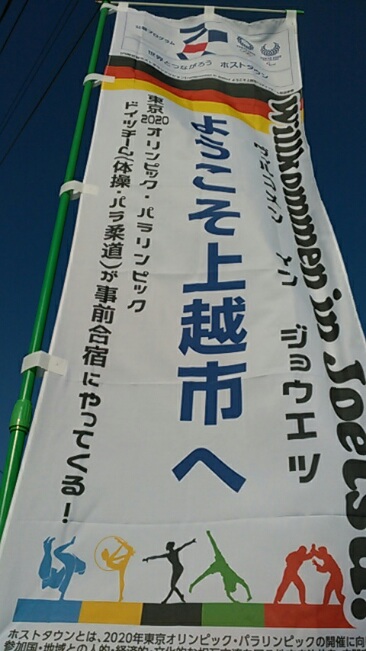 世界とつながろう ホストタウン
Willkommen in Joetsu!
ヴィルコメン イン ジョウエツ
ようこそ上越市へ
東京2020オリンピック・パラリンピック
ドイツチーム(体操・パラ柔道)が事前合宿にやってくる!
ホストタウンとは、2020年東京オリンピック・パラリンピックの開催に向
参加国・地域との人的・経済的・文化的な相互